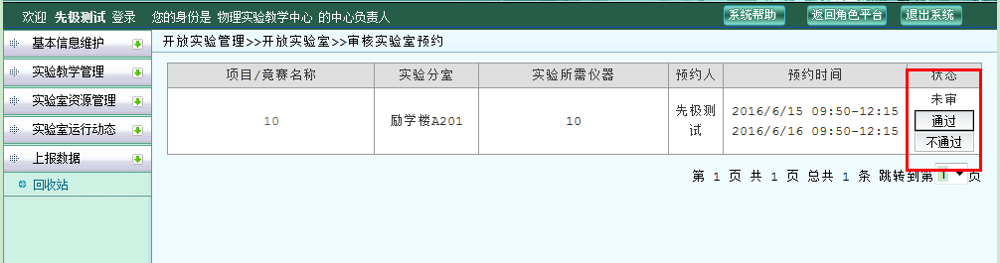 欢迎 先极测试 登录 您的身份是 物理实验教学中心 的中心负责人 系统帮助 返回角色平台 退出系统
基本信息维护
实验教学管理
实验室资源管理
实验室运行动态
上报数据
回收站
开放实验管理>>开放实验室>>审核实验室预约
项目/竞赛名称 实验分室 实验所需仪器 预约人 预约时间 状态
10 励学楼A201 10 先极测试 2016/6/15 09:50-12:15 未审
2016/6/16 09:50-12:15 通过
不通过
第 1 页 共 1 页 总共 1 条 跳转到第 1 页